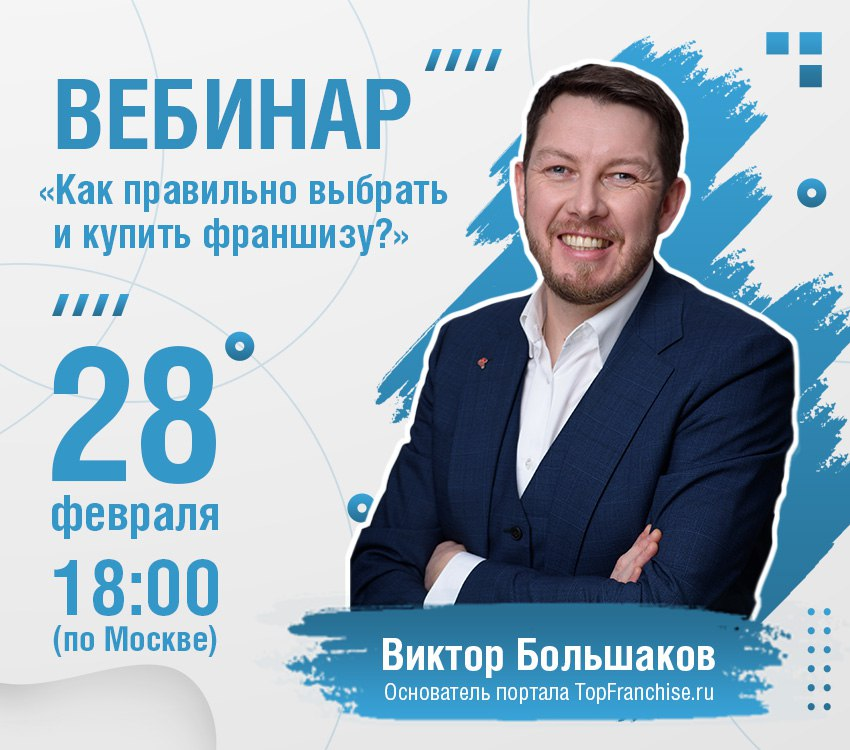 ВЕБИНАР
«Как правильно выбрать
и купить франшизу?»
28
февраля
18:00
(по Москве)
Виктор Большаков
Основатель портала TopFranchise.ru